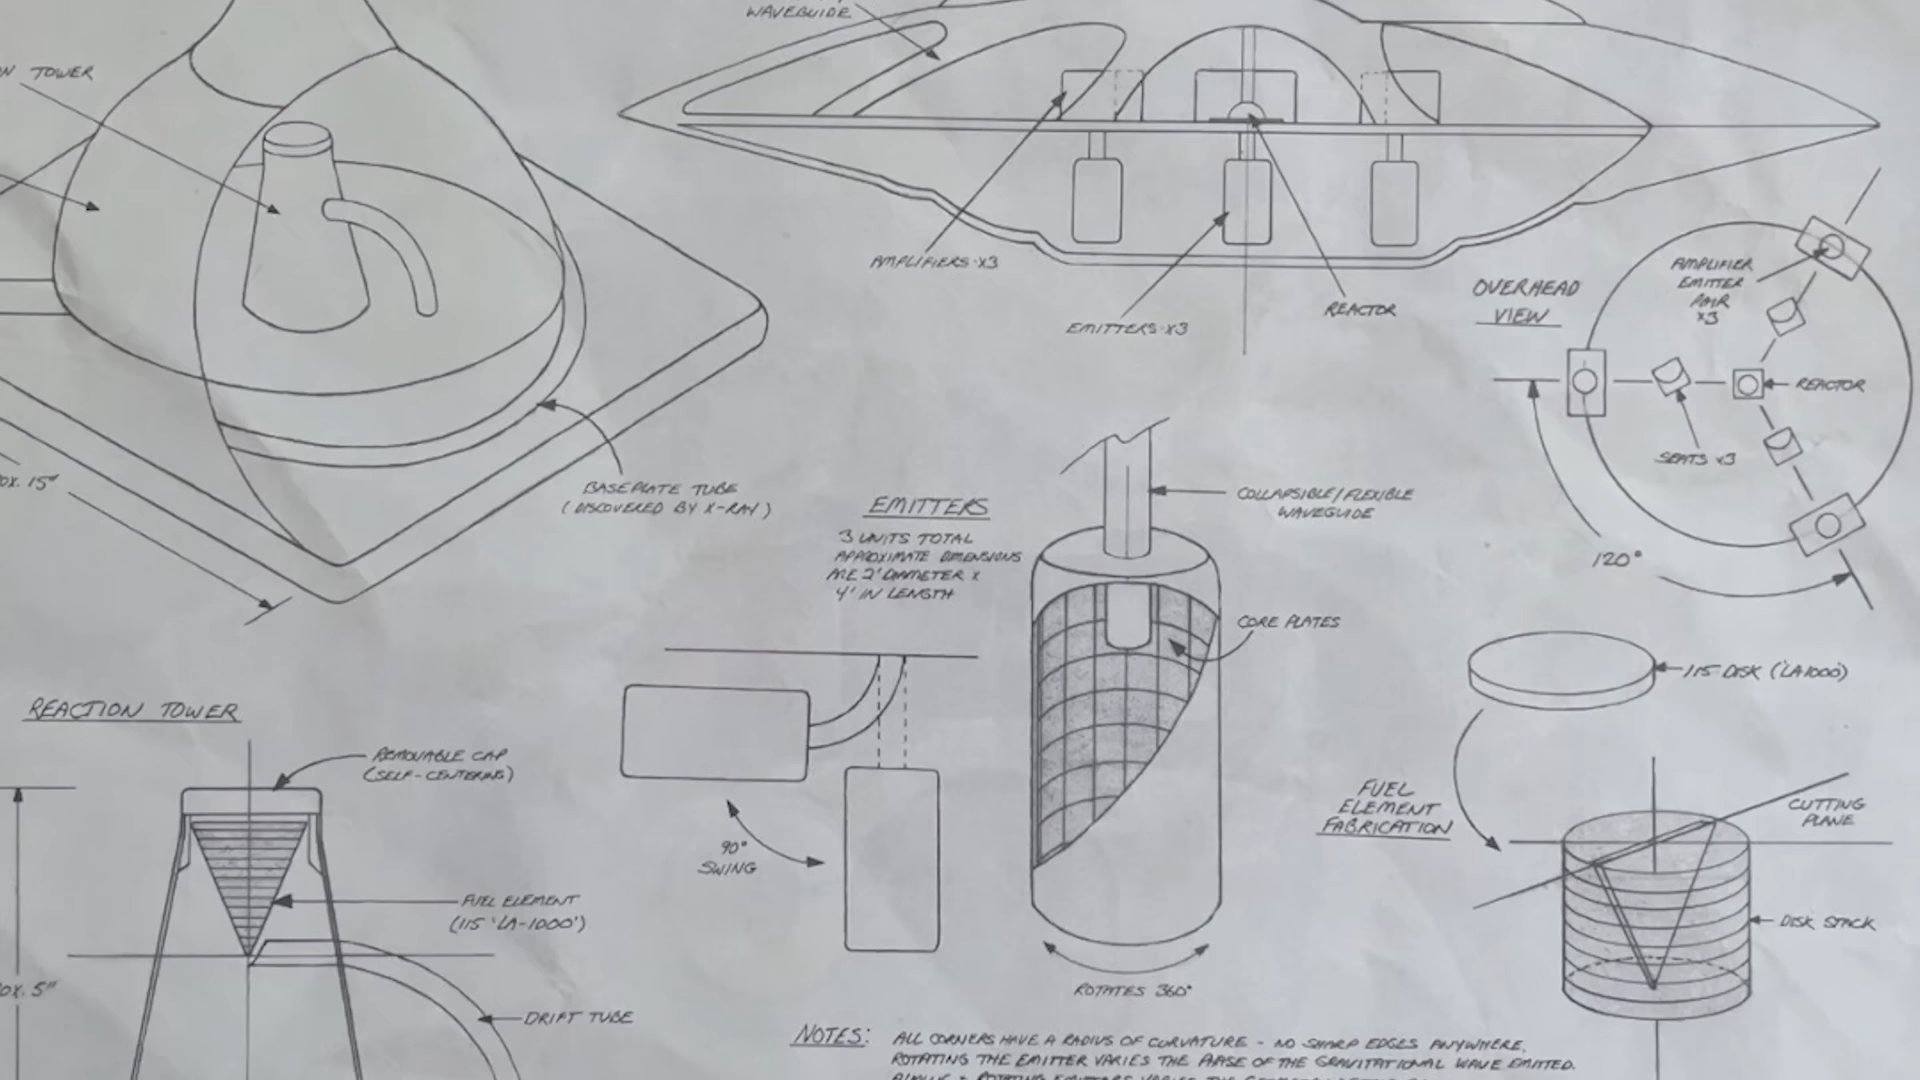 WAVEGUIDE
TOWER
AMPLIFIERS X3
EMITTERS X3
REACTOR
OVERHEAD
VIEW
AMPLIFIER
EMITTER
PAIR
X3
REACTOR
SEATS X3
120°
15"
BASEPLATE TUBE
(DISCOVERED BY X-RAY)
EMITTERS
3 UNITS TOTAL
APPROXIMATE DIMENSIONS
ARE 2' DIAMETER X
4' IN LENGTH
COLLAPSIBLE/FLEXIBLE
WAVEGUIDE
CORE PLATES
90°
SWING
ROTATES 360°
115 DISK (LA1000)
FUEL
ELEMENT
FABRICATION
CUTTING
PLANE
DISK STACK
REACTION TOWER
REMOVABLE CAP
(SELF-CENTERING)
FUEL ELEMENT
(115 'LA-1000')
5"
DRIFT TUBE
NOTES: ALL CORNERS HAVE A RADIUS OF CURVATURE - NO SHARP EDGES ANYWHERE.
ROTATING THE EMITTER VARIES THE PHASE OF THE GRAVITATIONAL WAVE EMITTED.